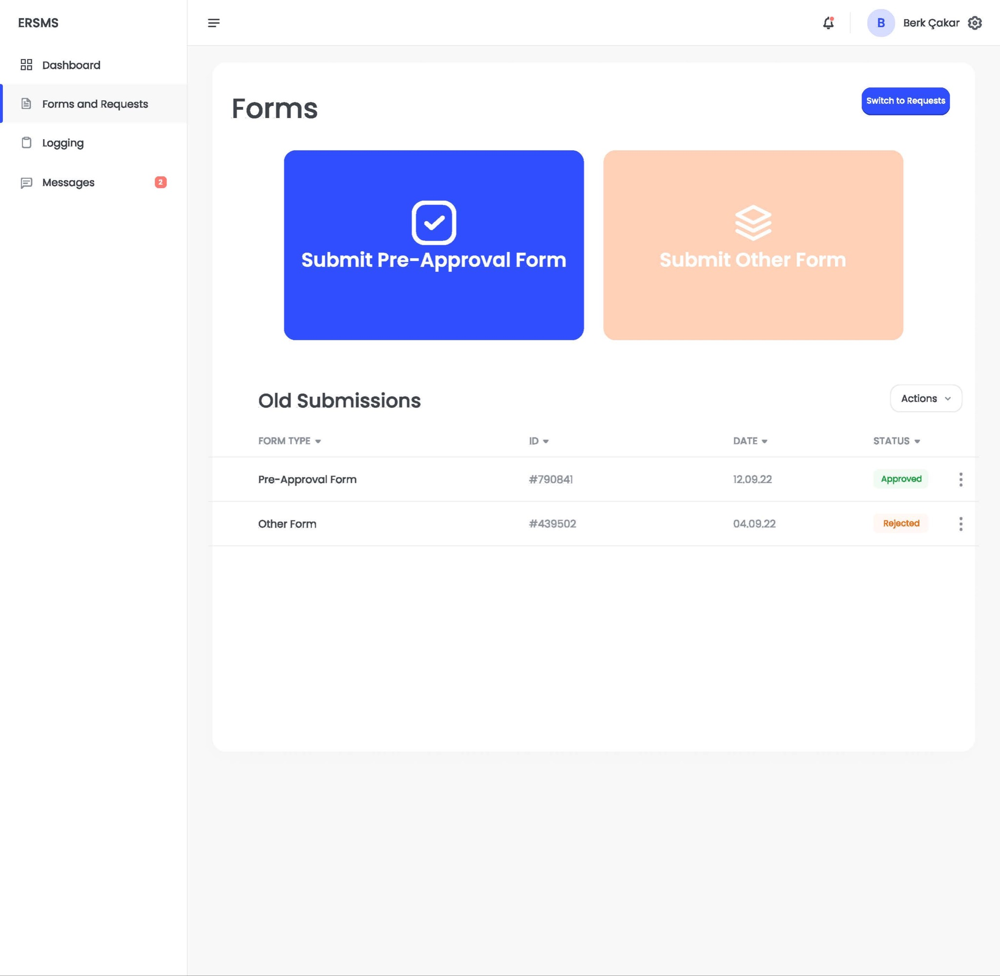 ERSMS
B
Berk Çakar
Dashboard
Forms and Requests
Logging
Messages
2
Forms
Switch to Requests
Submit Pre-Approval Form
Submit Other Form
Old Submissions
Actions
FORM TYPE
ID
DATE
STATUS
Pre-Approval Form
#790841
12.09.22
Approved
Other Form
#439502
04.09.22
Rejected